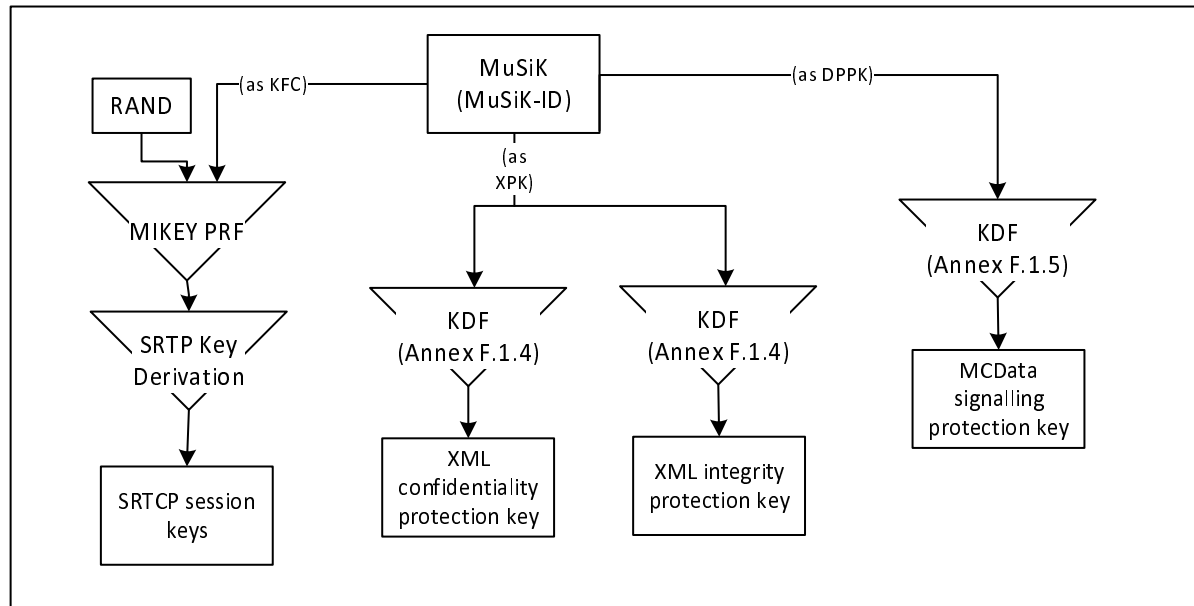 MuSiK
(MuSiK-ID)
(as KFC)
(as DPPK)
RAND
(as
XPK)
MIKEY PRF
KDF
(Annex F.1.5)
SRTP Key
Derivation
KDF
(Annex F.1.4)
KDF
(Annex F.1.4)
MCData
signalling
protection key
SRTCP session
keys
XML
confidentiality
protection key
XML integrity
protection key